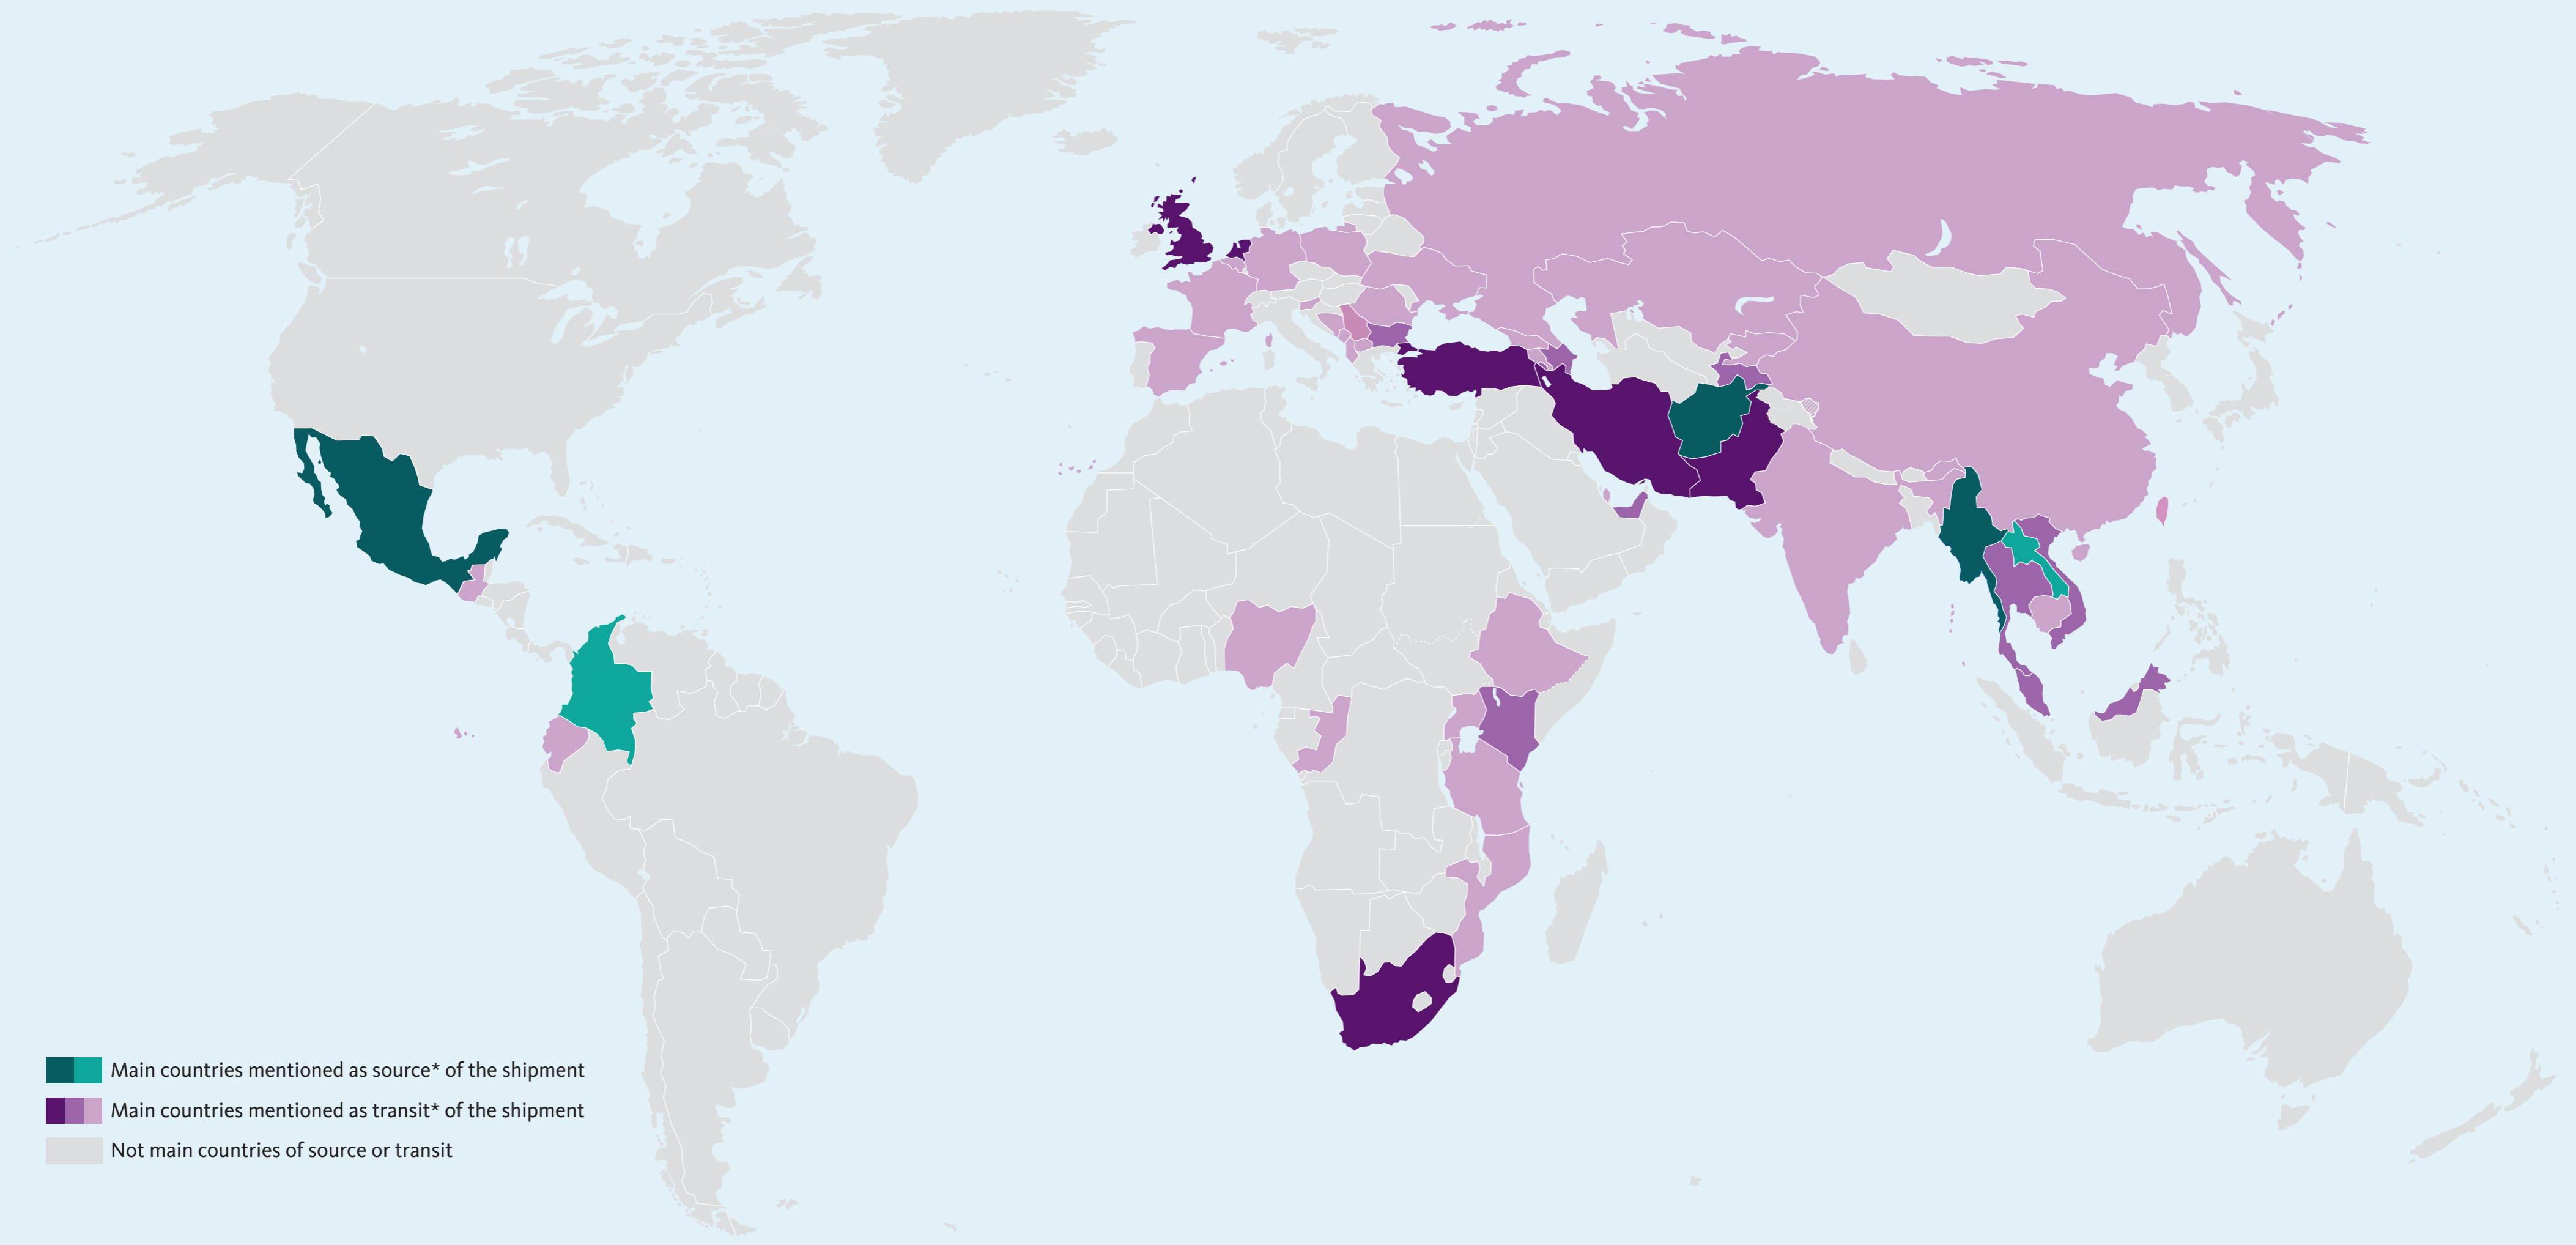 Main countries mentioned as source* of the shipment
Main countries mentioned as transit* of the shipment
Not main countries of source or transit